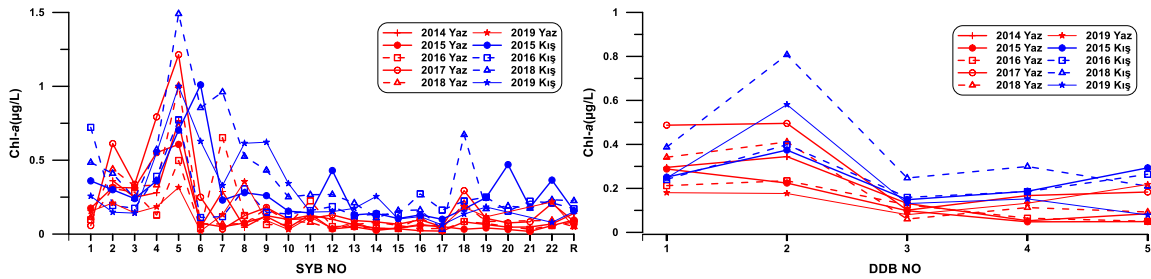 1.5
1
0.5
0
Chl-a(µg/L)
2014 Yaz
2015 Yaz
2016 Yaz
2017 Yaz
2018 Yaz
2019 Yaz
2015 Kış
2016 Kış
2018 Kış
2019 Kış
1 2 3 4 5 6 7 8 9 10 11 12 13 14 15 16 17 18 19 20 21 22 R
SYB NO
1
0.8
0.6
0.4
0.2
0
Chl-a(µg/L)
2014 Yaz
2015 Yaz
2016 Yaz
2017 Yaz
2018 Yaz
2019 Yaz
2015 Kış
2016 Kış
2018 Kış
2019 Kış
1 2 3 4 5
DDB NO